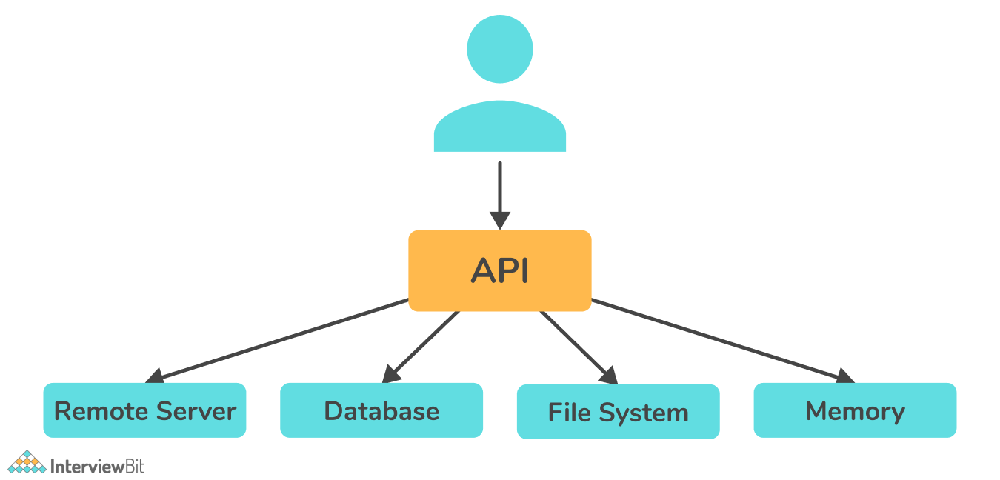 API
Remote Server
Database
File System
Memory
InterviewBit